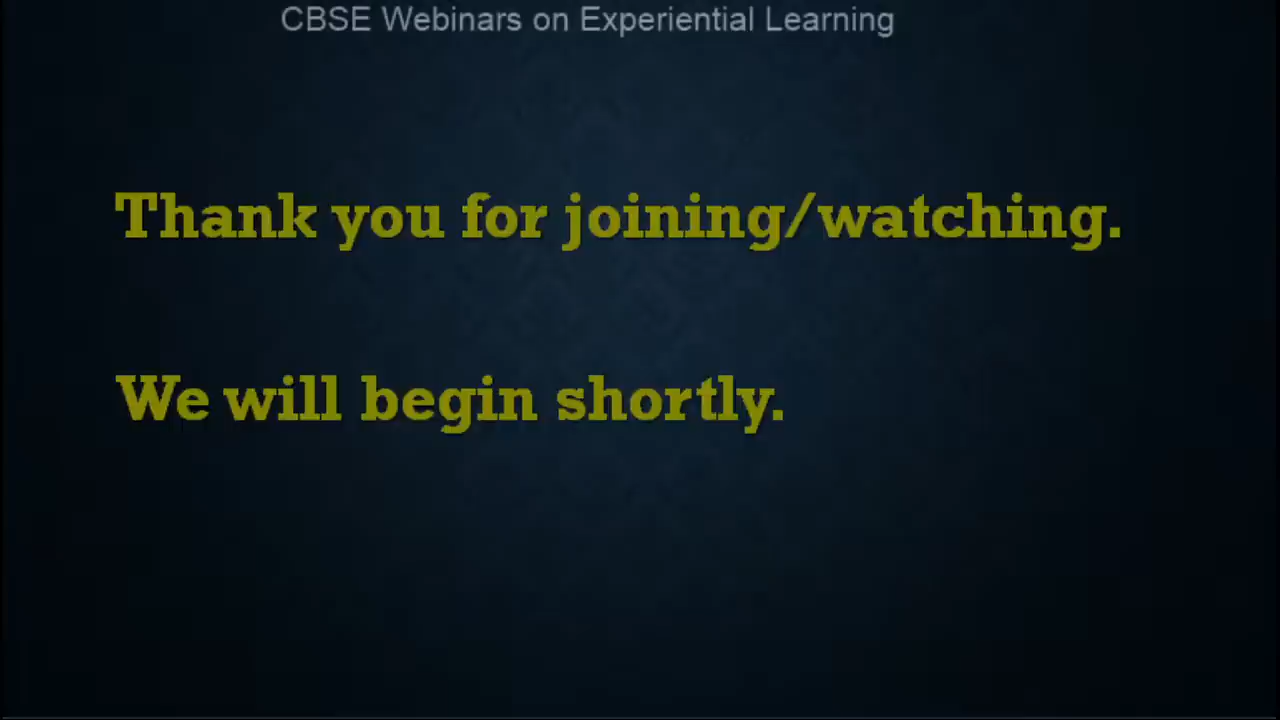 CBSE Webinars on Experiential Learning
Thank you for joining/watching.
We will begin shortly.